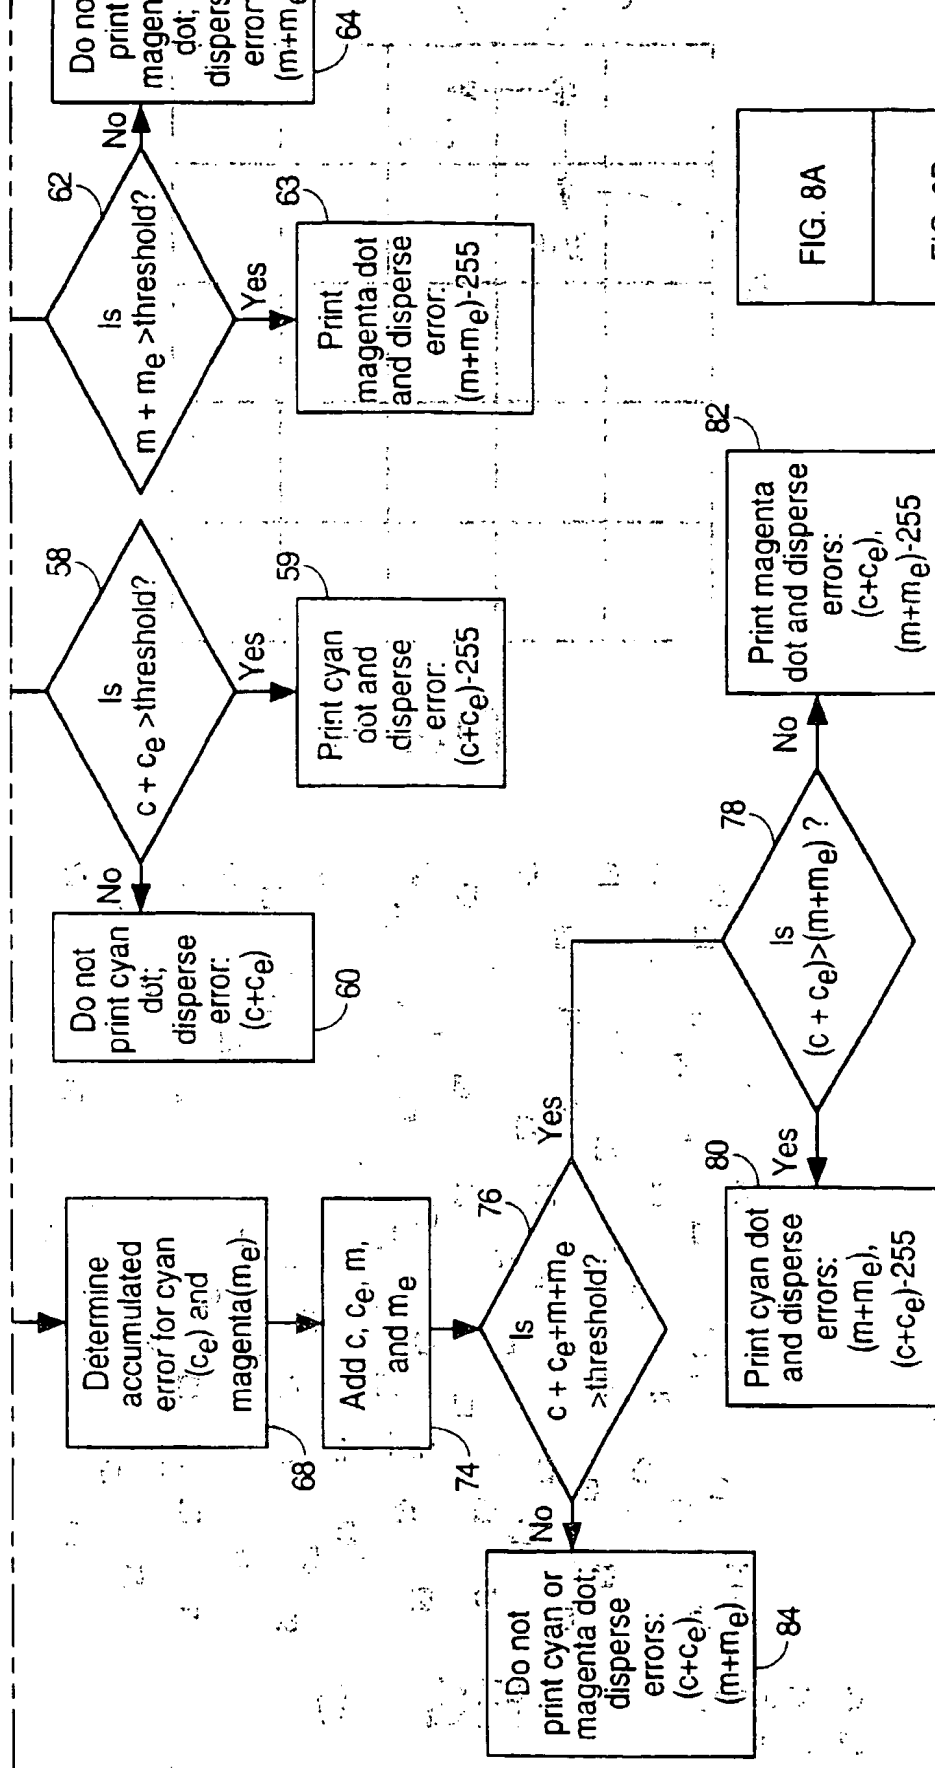 Determine
accumulated
error for cyan
(ce) and
magenta(me)
68
Add c, ce, m,
and me
74
Is
c + ce+m+me
>threshold?
76
No
Yes
Do not
print cyan or
magenta dot;
disperse
errors:
(c+ce),
(m+me)
84
Is
(c + ce)>(m+me) ?
78
Yes
No
Print cyan dot
and disperse
errors:
(m+me),
(c+ce)-255
80
Print magenta
dot and disperse
errors:
(c+ce),
(m+me)-255
82
Is
c + ce >threshold?
58
No
Yes
Do not
print cyan
dot;
disperse
error:
(c+ce)
60
Print cyan
dot and
disperse
error:
(c+ce)-255
59
Is
m + me >threshold?
62
No
Yes
Do no
print
magen
dot;
dispers
error
(m+me
64
Print
magenta dot
and disperse
error:
(m+me)-255
63
FIG. 8A